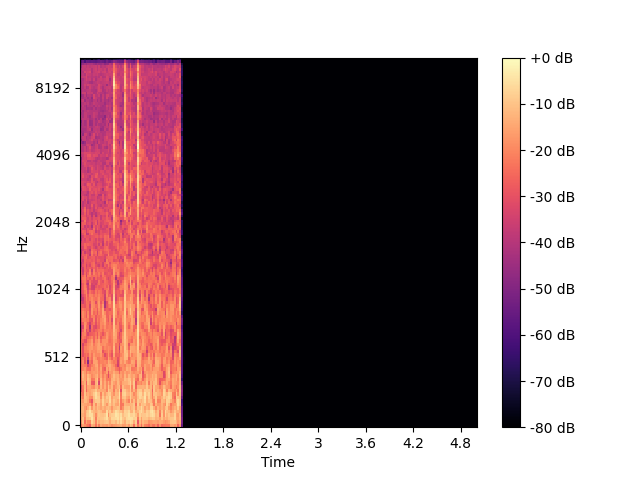 8192
4096
2048
1024
512
0
Hz
0 0.6 1.2 1.8 2.4 3 3.6 4.2 4.8
Time
+0 dB
-10 dB
-20 dB
-30 dB
-40 dB
-50 dB
-60 dB
-70 dB
-80 dB